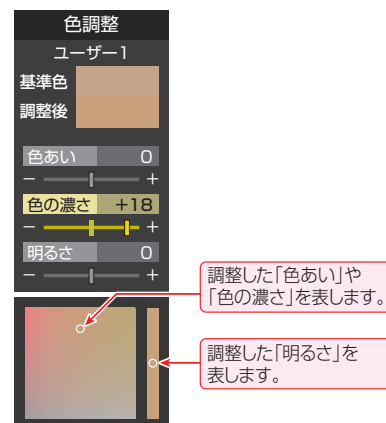 色調整
ユーザー1
基準色
調整後
色あい 0
− +
色の濃さ +18
− +
明るさ 0
− +
調整した「色あい」や
「色の濃さ」を表します。
調整した「明るさ」を
表します。